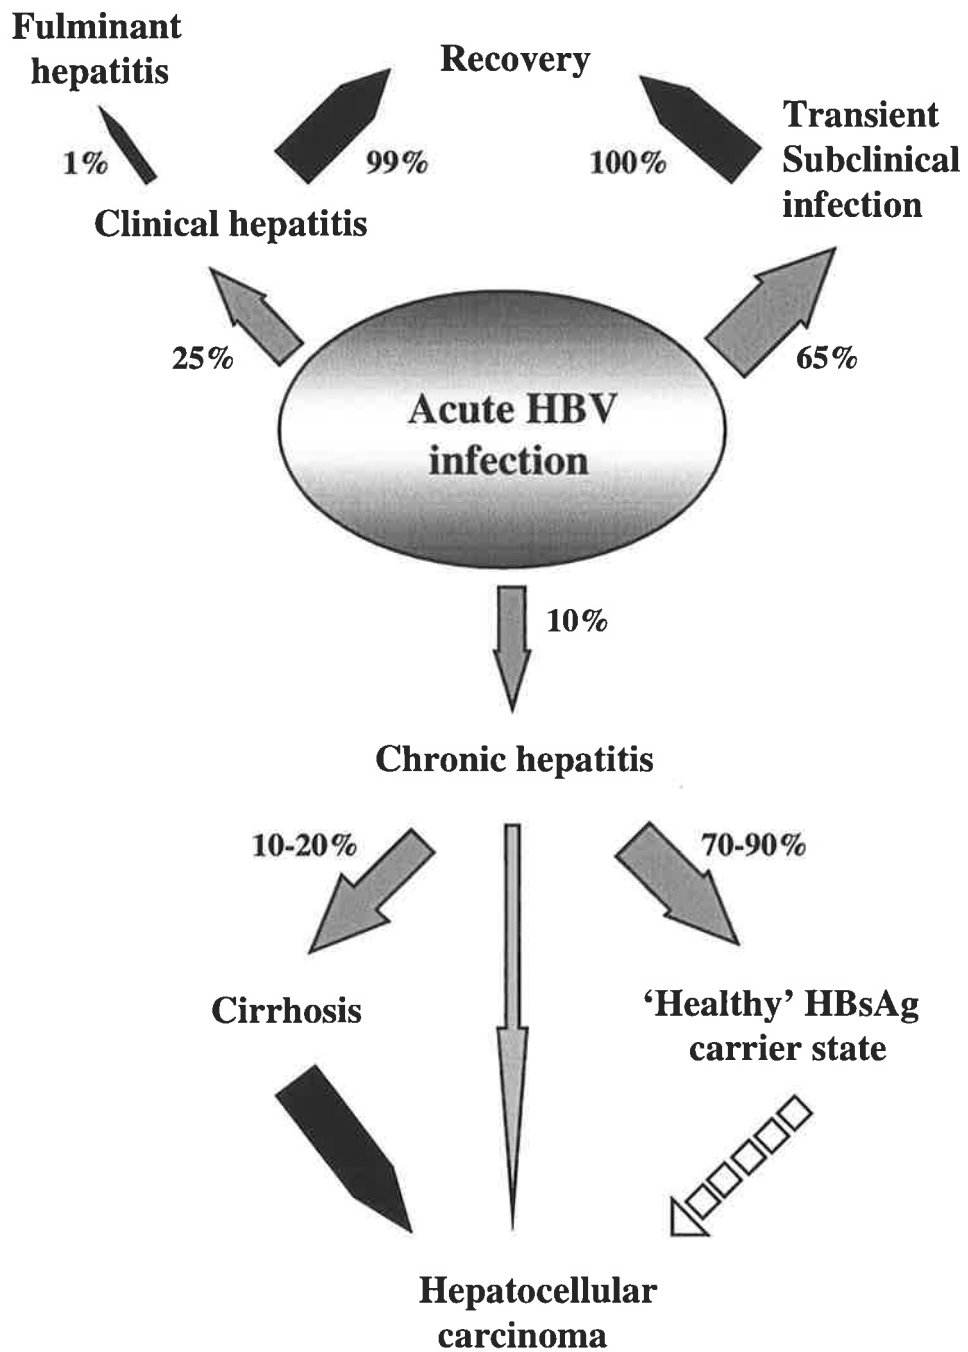 Fulminant
hepatitis
Recovery
Transient
Subclinical
infection
1%
99%
100%
Clinical hepatitis
25%
65%
Acute HBV
infection
10%
Chronic hepatitis
10-20%
70-90%
Cirrhosis
‘Healthy’ HBsAg
carrier state
Hepatocellular
carcinoma